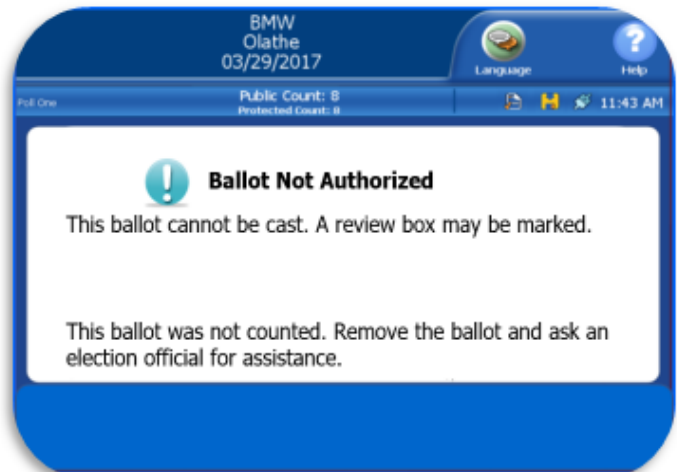 BMW
Olathe
03/29/2017
Language
Help
Poll One
Public Count: 8
Protected Count: 8
11:43 AM
Ballot Not Authorized
This ballot cannot be cast. A review box may be marked.
This ballot was not counted. Remove the ballot and ask an
election official for assistance.